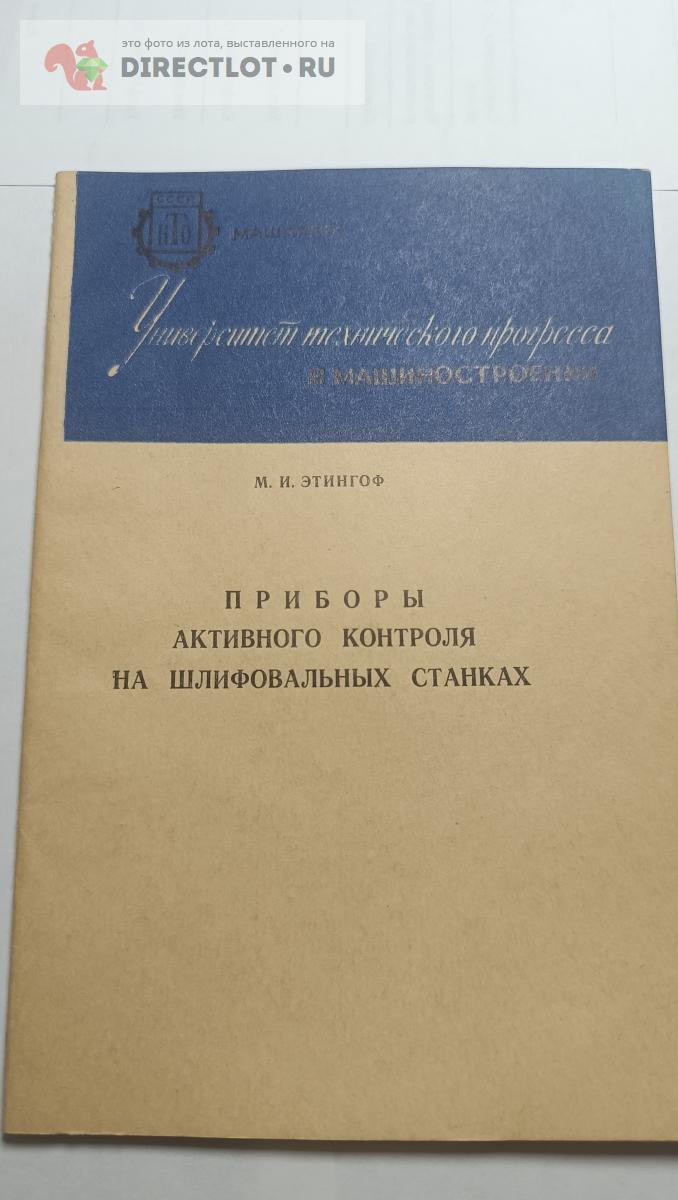 это фото из лота, выставленного на
DIRECTLOT•RU
СССР
НТО
МАШПРОМ
Университет технического прогресса
В МАШИНОСТРОЕНИИ
М. И. ЭТИНГОФ
ПРИБОРЫ
АКТИВНОГО КОНТРОЛЯ
НА ШЛИФОВАЛЬНЫХ СТАНКАХ